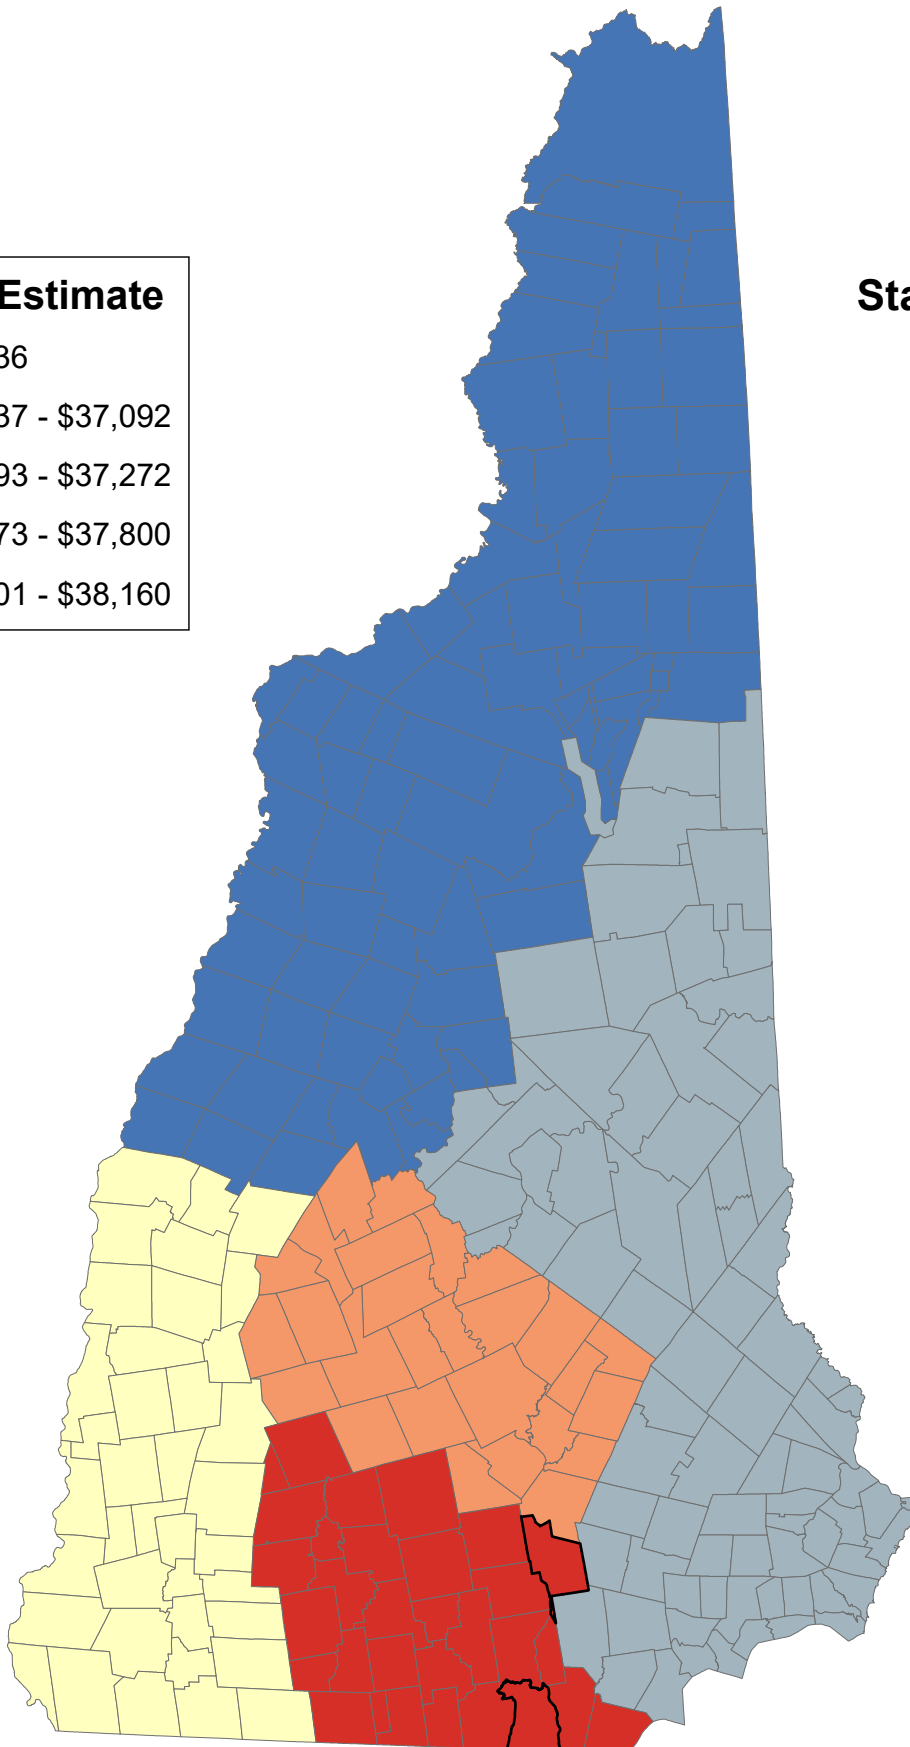 Estimate
36
37 - $37,092
93 - $37,272
73 - $37,800
01 - $38,160
Sta